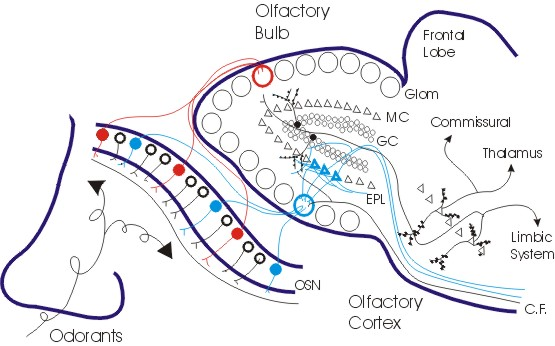 Olfactory
Bulb
Frontal
Lobe
Glom
MC
Commissural
GC
Thalamus
EPL
Limbic
System
OSN
Olfactory
Cortex
C.F.
Odorants